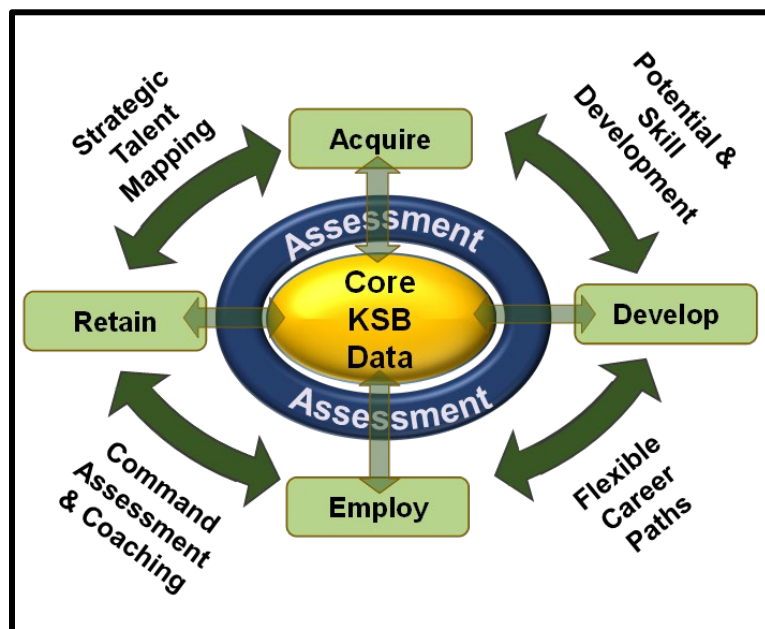 Strategic
Talent
Mapping
Acquire
Potential &
Skill
Development
Assessment
Retain
Core
KSB
Data
Develop
Assessment
Command
Assessment
& Coaching
Employ
Flexible
Career
Paths